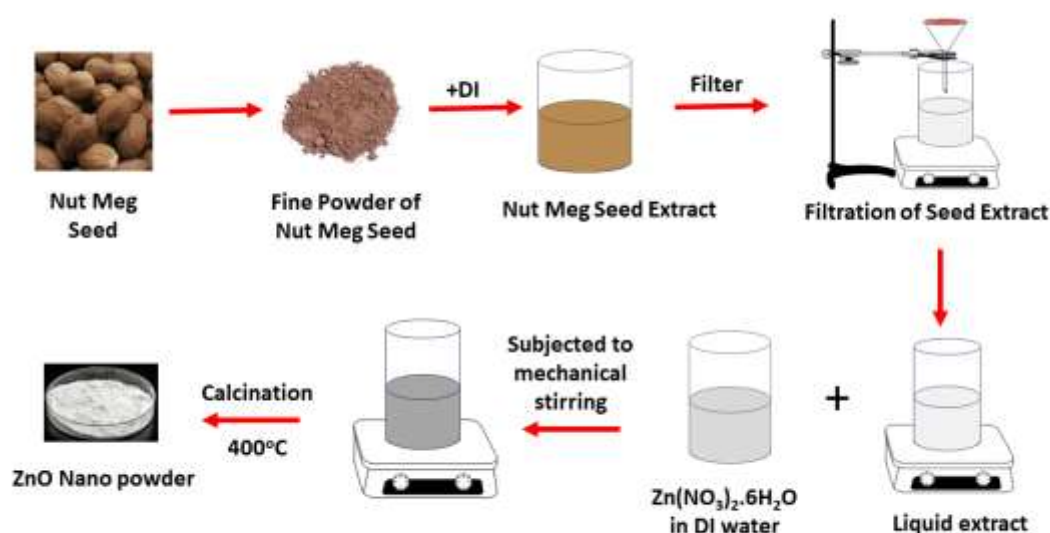 +DI
Filter
Nut Meg
Seed
Fine Powder of
Nut Meg Seed
Nut Meg Seed Extract
Filtration of Seed Extract
Subjected to
mechanical
stirring
+
Calcination
400°C
ZnO Nano powder
Zn(NO₃)₂.6H₂O
in DI water
Liquid extract